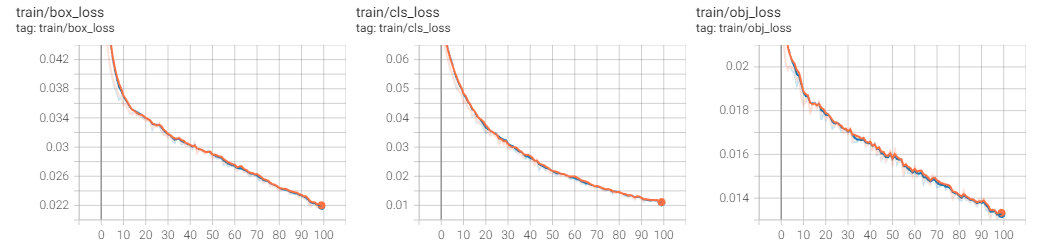 train/box_loss
tag: train/box_loss
0.042
0.038
0.034
0.03
0.026
0.022
0 10 20 30 40 50 60 70 80 90 100
train/cls_loss
tag: train/cls_loss
0.06
0.05
0.04
0.03
0.02
0.01
0 10 20 30 40 50 60 70 80 90 100
train/obj_loss
tag: train/obj_loss
0.02
0.018
0.016
0.014
0 10 20 30 40 50 60 70 80 90 100